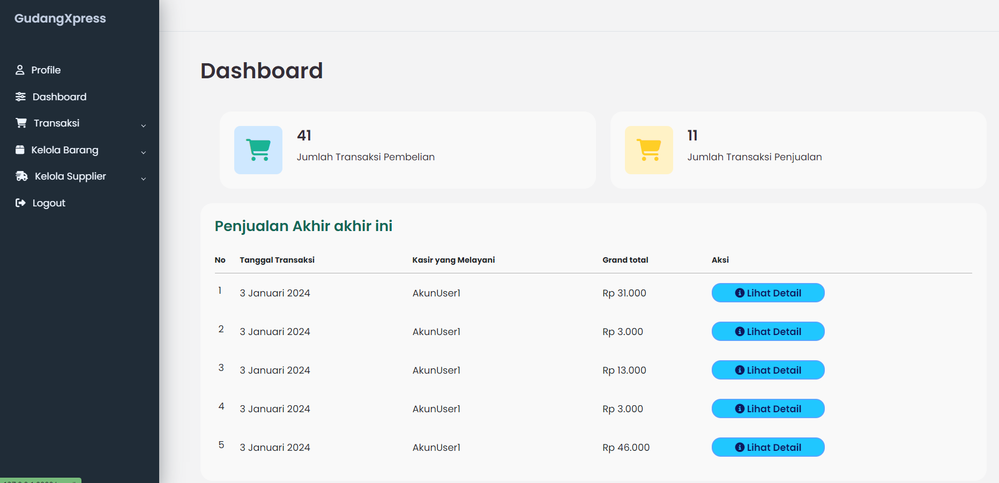 GudangXpress
Profile
Dashboard
Transaksi
Kelola Barang
Kelola Supplier
Logout
Dashboard
41
Jumlah Transaksi Pembelian
11
Jumlah Transaksi Penjualan
Penjualan Akhir akhir ini
No Tanggal Transaksi Kasir yang Melayani Grand total Aksi
1 3 Januari 2024 AkunUser1 Rp 31.000 Lihat Detail
2 3 Januari 2024 AkunUser1 Rp 3.000 Lihat Detail
3 3 Januari 2024 AkunUser1 Rp 13.000 Lihat Detail
4 3 Januari 2024 AkunUser1 Rp 3.000 Lihat Detail
5 3 Januari 2024 AkunUser1 Rp 46.000 Lihat Detail